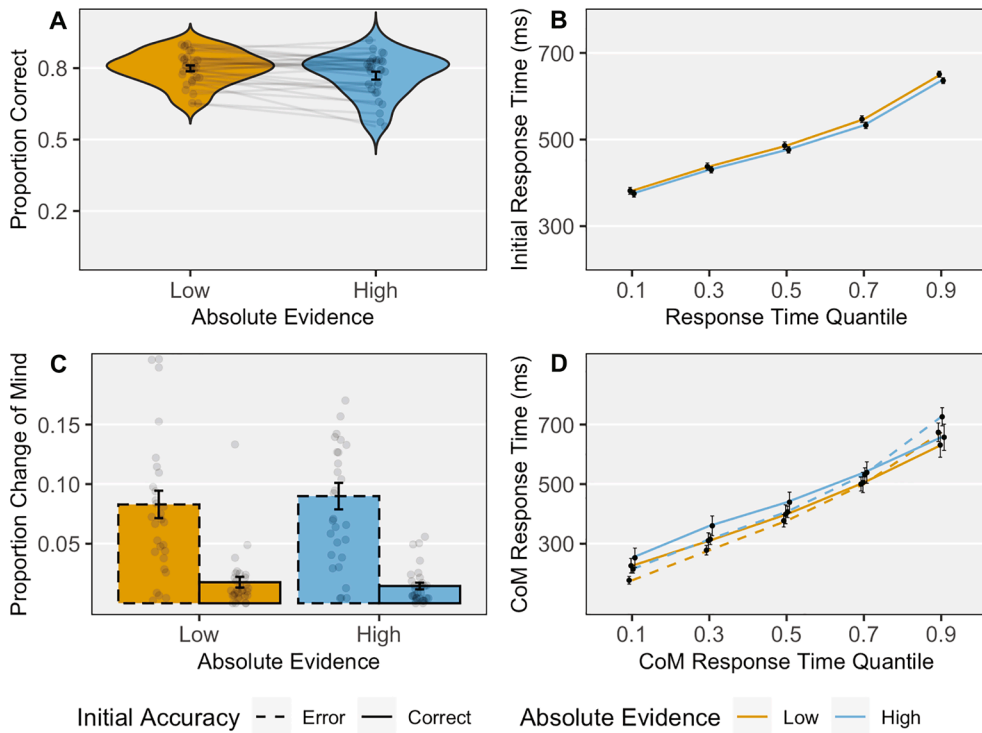 A
Proportion Correct
0.8
0.5
0.2
Low
High
Absolute Evidence
B
Initial Response Time (ms)
700
500
300
0.1
0.3
0.5
0.7
0.9
Response Time Quantile
C
Proportion Change of Mind
0.15
0.10
0.05
Low
High
Absolute Evidence
D
CoM Response Time (ms)
700
500
300
0.1
0.3
0.5
0.7
0.9
CoM Response Time Quantile
Initial Accuracy
Error
Correct
Absolute Evidence
Low
High